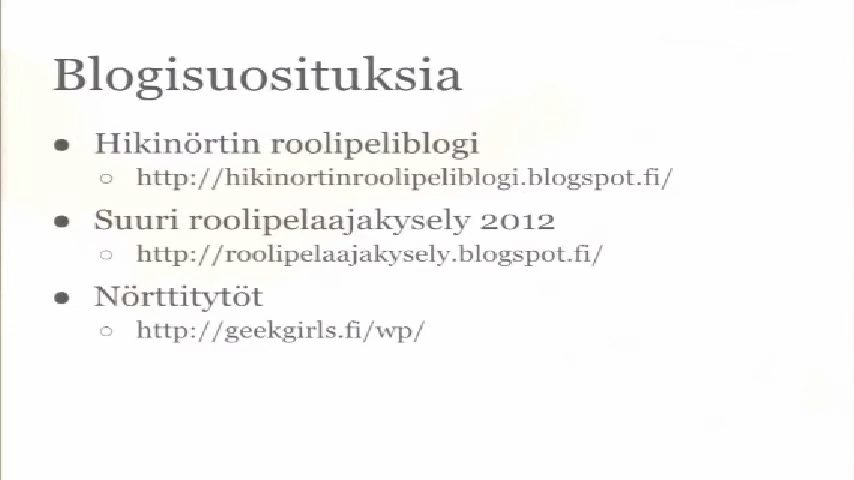 Blogisuosituksia
● Hikinörtin roolipeliblogi
○ http://hikinortinroolipeliblogi.blogspot.fi/
● Suuri roolipelaajakysely 2012
○ http://roolipelaajakysely.blogspot.fi/
● Nörttitytöt
○ http://geekgirls.fi/wp/